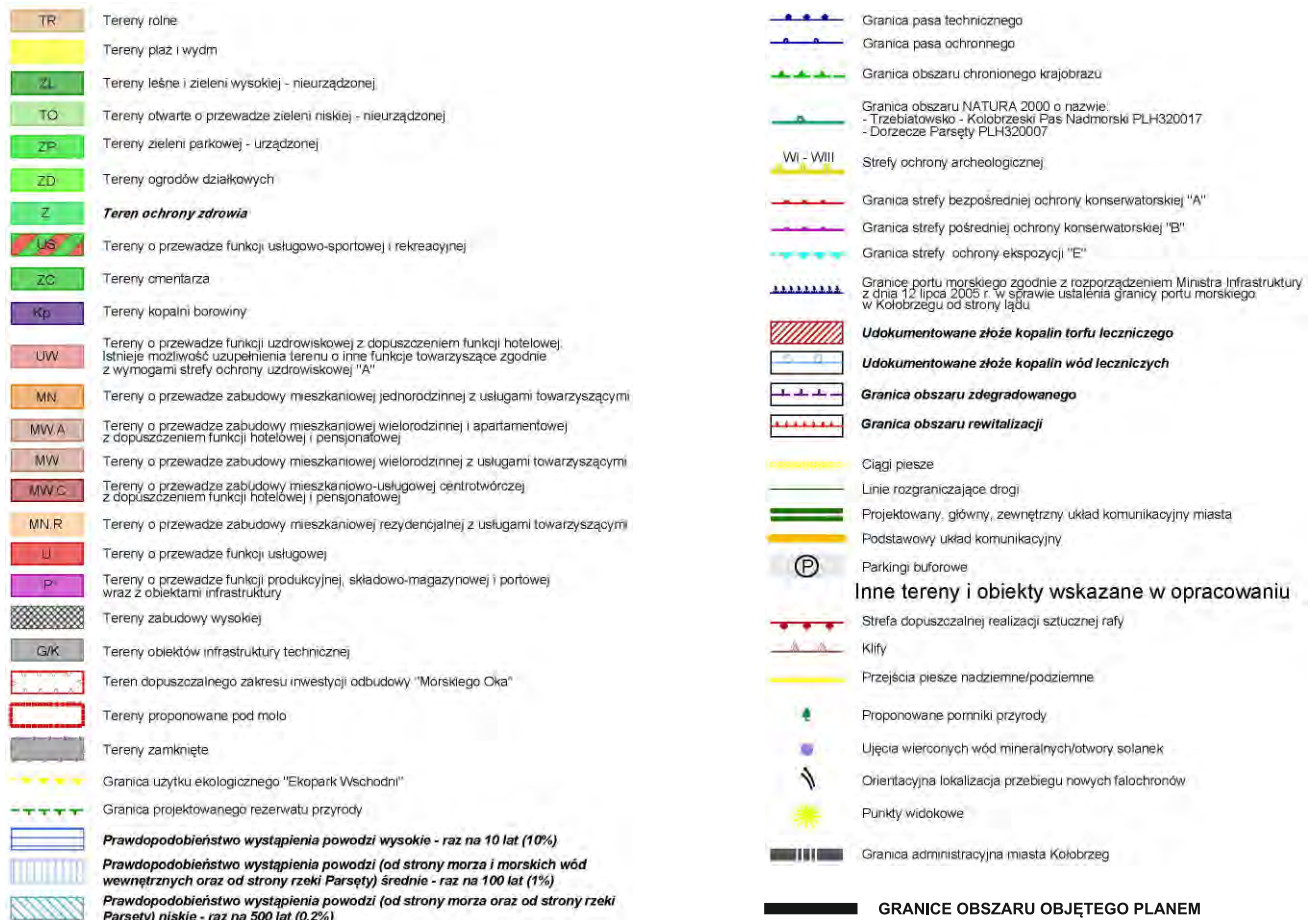 TR Tereny rolne
Tereny plaż i wydm
ZL Tereny leśne i zieleni wysokiej - nieurządzonej
TO Tereny otwarte o przewadze zieleni niskiej - nieurządzonej
ZP Tereny zieleni parkowej - urządzonej
ZD Tereny ogrodów działkowych
Z Teren ochrony zdrowia
US Tereny o przewadze funkcji usługowo-sportowej i rekreacyjnej
ZC Tereny cmentarza
Kp Tereny kopalni borowiny
Tereny o przewadze funkcji uzdrowiskowej z dopuszczeniem funkcji hotelowej.
UW Istnieje możliwość uzupełnienia terenu o inne funkcje towarzyszące zgodnie
z wymogami strefy ochrony uzdrowiskowej "A"
MN Tereny o przewadze zabudowy mieszkaniowej jednorodzinnej z usługami towarzyszącymi
MW.A Tereny o przewadze zabudowy mieszkaniowej wielorodzinnej i apartamentowej
z dopuszczeniem funkcji hotelowej i pensjonatowej
MW Tereny o przewadze zabudowy mieszkaniowej wielorodzinnej z usługami towarzyszącymi
MW.C Tereny o przewadze zabudowy mieszkaniowo-usługowej centrotwórczej
z dopuszczeniem funkcji hotelowej i pensjonatowej
MN.R Tereny o przewadze zabudowy mieszkaniowej rezydencjalnej z usługami towarzyszącymi
U Tereny o przewadze funkcji usługowej
P Tereny o przewadze funkcji produkcyjnej, składowo-magazynowej i portowej
wraz z obiektami infrastruktury
Tereny zabudowy wysokiej
G/K Tereny obiektów infrastruktury technicznej
Teren dopuszczalnego zakresu inwestycji odbudowy "Morskiego Oka"
Tereny proponowane pod molo
Tereny zamknięte
Granica użytku ekologicznego "Ekopark Wschodni"
Granica projektowanego rezerwatu przyrody
Prawdopodobieństwo wystąpienia powodzi wysokie - raz na 10 lat (10%)
Prawdopodobieństwo wystąpienia powodzi (od strony morza i morskich wód
wewnętrznych oraz od strony rzeki Parsęty) średnie - raz na 100 lat (1%)
Prawdopodobieństwo wystąpienia powodzi (od strony morza oraz od strony rzeki
Parsęty) niskie - raz na 500 lat (0,2%)
Granica pasa technicznego
Granica pasa ochronnego
Granica obszaru chronionego krajobrazu
Granica obszaru NATURA 2000 o nazwie:
- Trzebiatowsko - Kołobrzeski Pas Nadmorski PLH320017
- Dorzecze Parsęty PLH320007
WI - WIII Strefy ochrony archeologicznej
Granica strefy bezpośredniej ochrony konserwatorskiej "A"
Granica strefy pośredniej ochrony konserwatorskiej "B"
Granica strefy ochrony ekspozycji "E"
Granice portu morskiego zgodnie z rozporządzeniem Ministra Infrastruktury
z dnia 12 lipca 2005 r. w sprawie ustalenia granicy portu morskiego
w Kołobrzegu od strony lądu
Udokumentowane złoże kopalin torfu leczniczego
Udokumentowane złoże kopalin wód leczniczych
Granica obszaru zdegradowanego
Granica obszaru rewitalizacji
Ciągi piesze
Linie rozgraniczające drogi
Projektowany, główny, zewnętrzny układ komunikacyjny miasta
Podstawowy układ komunikacyjny
P Parkingi buforowe
Inne tereny i obiekty wskazane w opracowaniu
Strefa dopuszczalnej realizacji sztucznej rafy
Klify
Przejścia piesze nadziemne/podziemne
Proponowane pomniki przyrody
Ujęcia wierconych wód mineralnych/otwory solanek
Orientacyjna lokalizacja przebiegu nowych falochronów
Punkty widokowe
Granica administracyjna miasta Kołobrzeg
GRANICE OBSZARU OBJĘTEGO PLANEM